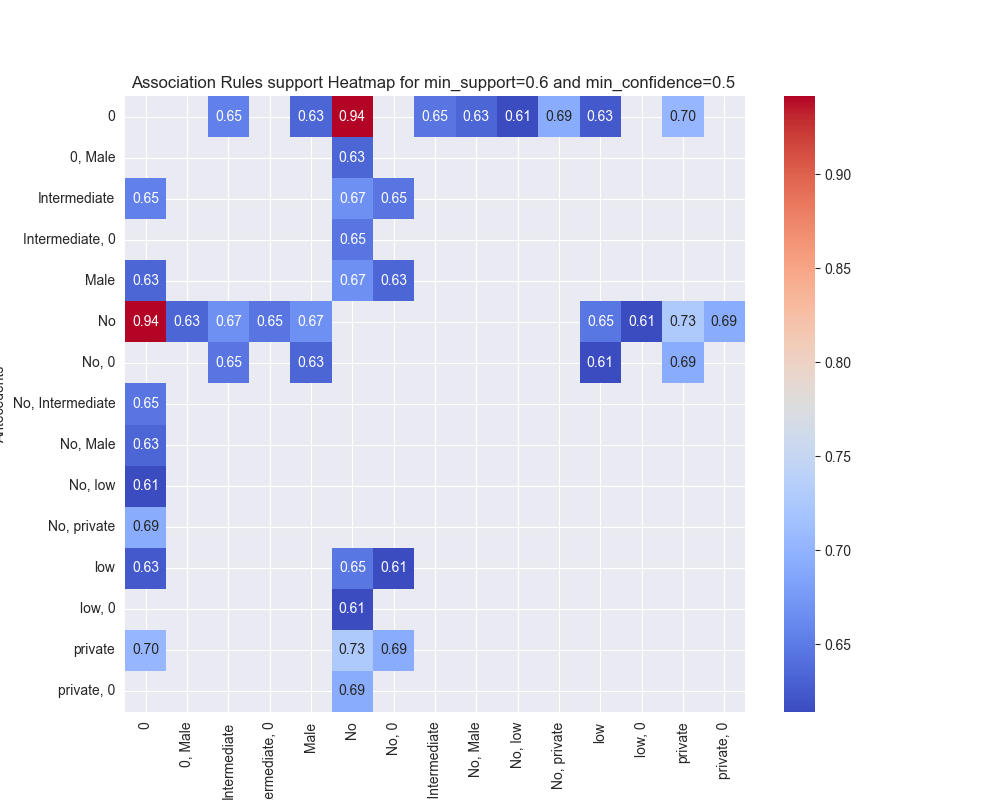 Association Rules support Heatmap for min_support=0.6 and min_confidence=0.5
0 0.65 0.63 0.94 0.65 0.63 0.61 0.69 0.63 0.70
0, Male 0.63
Intermediate 0.65 0.67 0.65
Intermediate, 0 0.65
Male 0.63 0.67 0.63
No 0.94 0.63 0.67 0.65 0.67 0.65 0.61 0.73 0.69
No, 0 0.65 0.63 0.61 0.69
No, Intermediate 0.65
No, Male 0.63
No, low 0.61
No, private 0.69
low 0.63 0.65 0.61
low, 0 0.61
private 0.70 0.73 0.69
private, 0 0.69
0
0, Male
Intermediate
ermediate, 0
Male
No
No, 0
Intermediate
No, Male
No, low
No, private
low
low, 0
private
private, 0
0.90
0.85
0.80
0.75
0.70
0.65